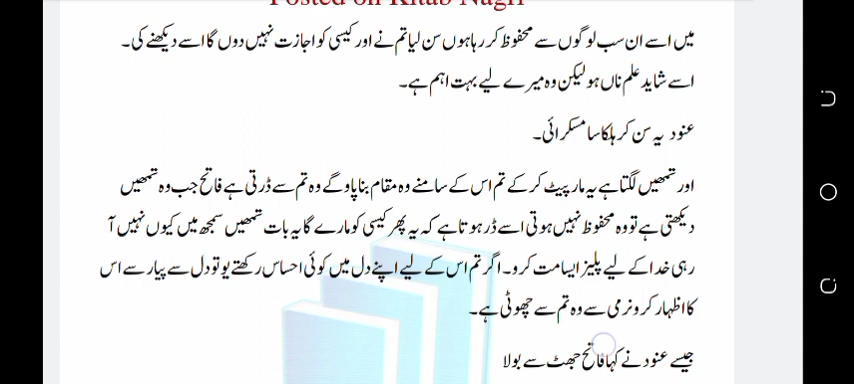 Posted on Kitab Nagri
میں اسے ان سب لوگوں سے محفوظ کر رہا ہوں سن لیا تم نے اور کیسی کو اجازت نہیں دوں گا اسے دیکھنے کی۔
اسے شاید علم ناں ہو لیکن وہ میرے لیے بہت اہم ہے۔
عنود یہ سن کر ہلکا سا مسکرائی۔
اور تمھیں لگتا ہے یہ مار پیٹ کر کے تم اس کے سامنے وہ مقام بنا پاو گے وہ تم سے ڈرتی ہے فاتح جب وہ تمھیں
دیکھتی ہے تو وہ محفوظ نہیں ہوتی اسے ڈر ہوتا ہے کہ یہ پھر کیسی کو مارے گا یہ بات تمھیں سمجھ میں کیوں نہیں آ
رہی خدا کے لیے پلیز ایسا مت کرو۔ اگر تم اس کے لیے اپنے دل میں کوئی احساس رکھتے یو تو دل سے پیار سے اس
کا اظہار کرو نرمی سے وہ تم سے چھوٹی ہے۔
جیسے عنود نے کہا فاتح جھٹ سے بولا